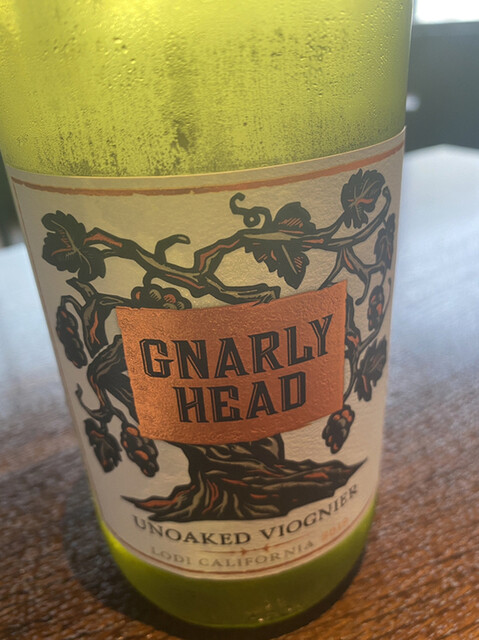 GNARLY
HEAD
UNOAKED VIOGNIER
LODI CALIFORNIA